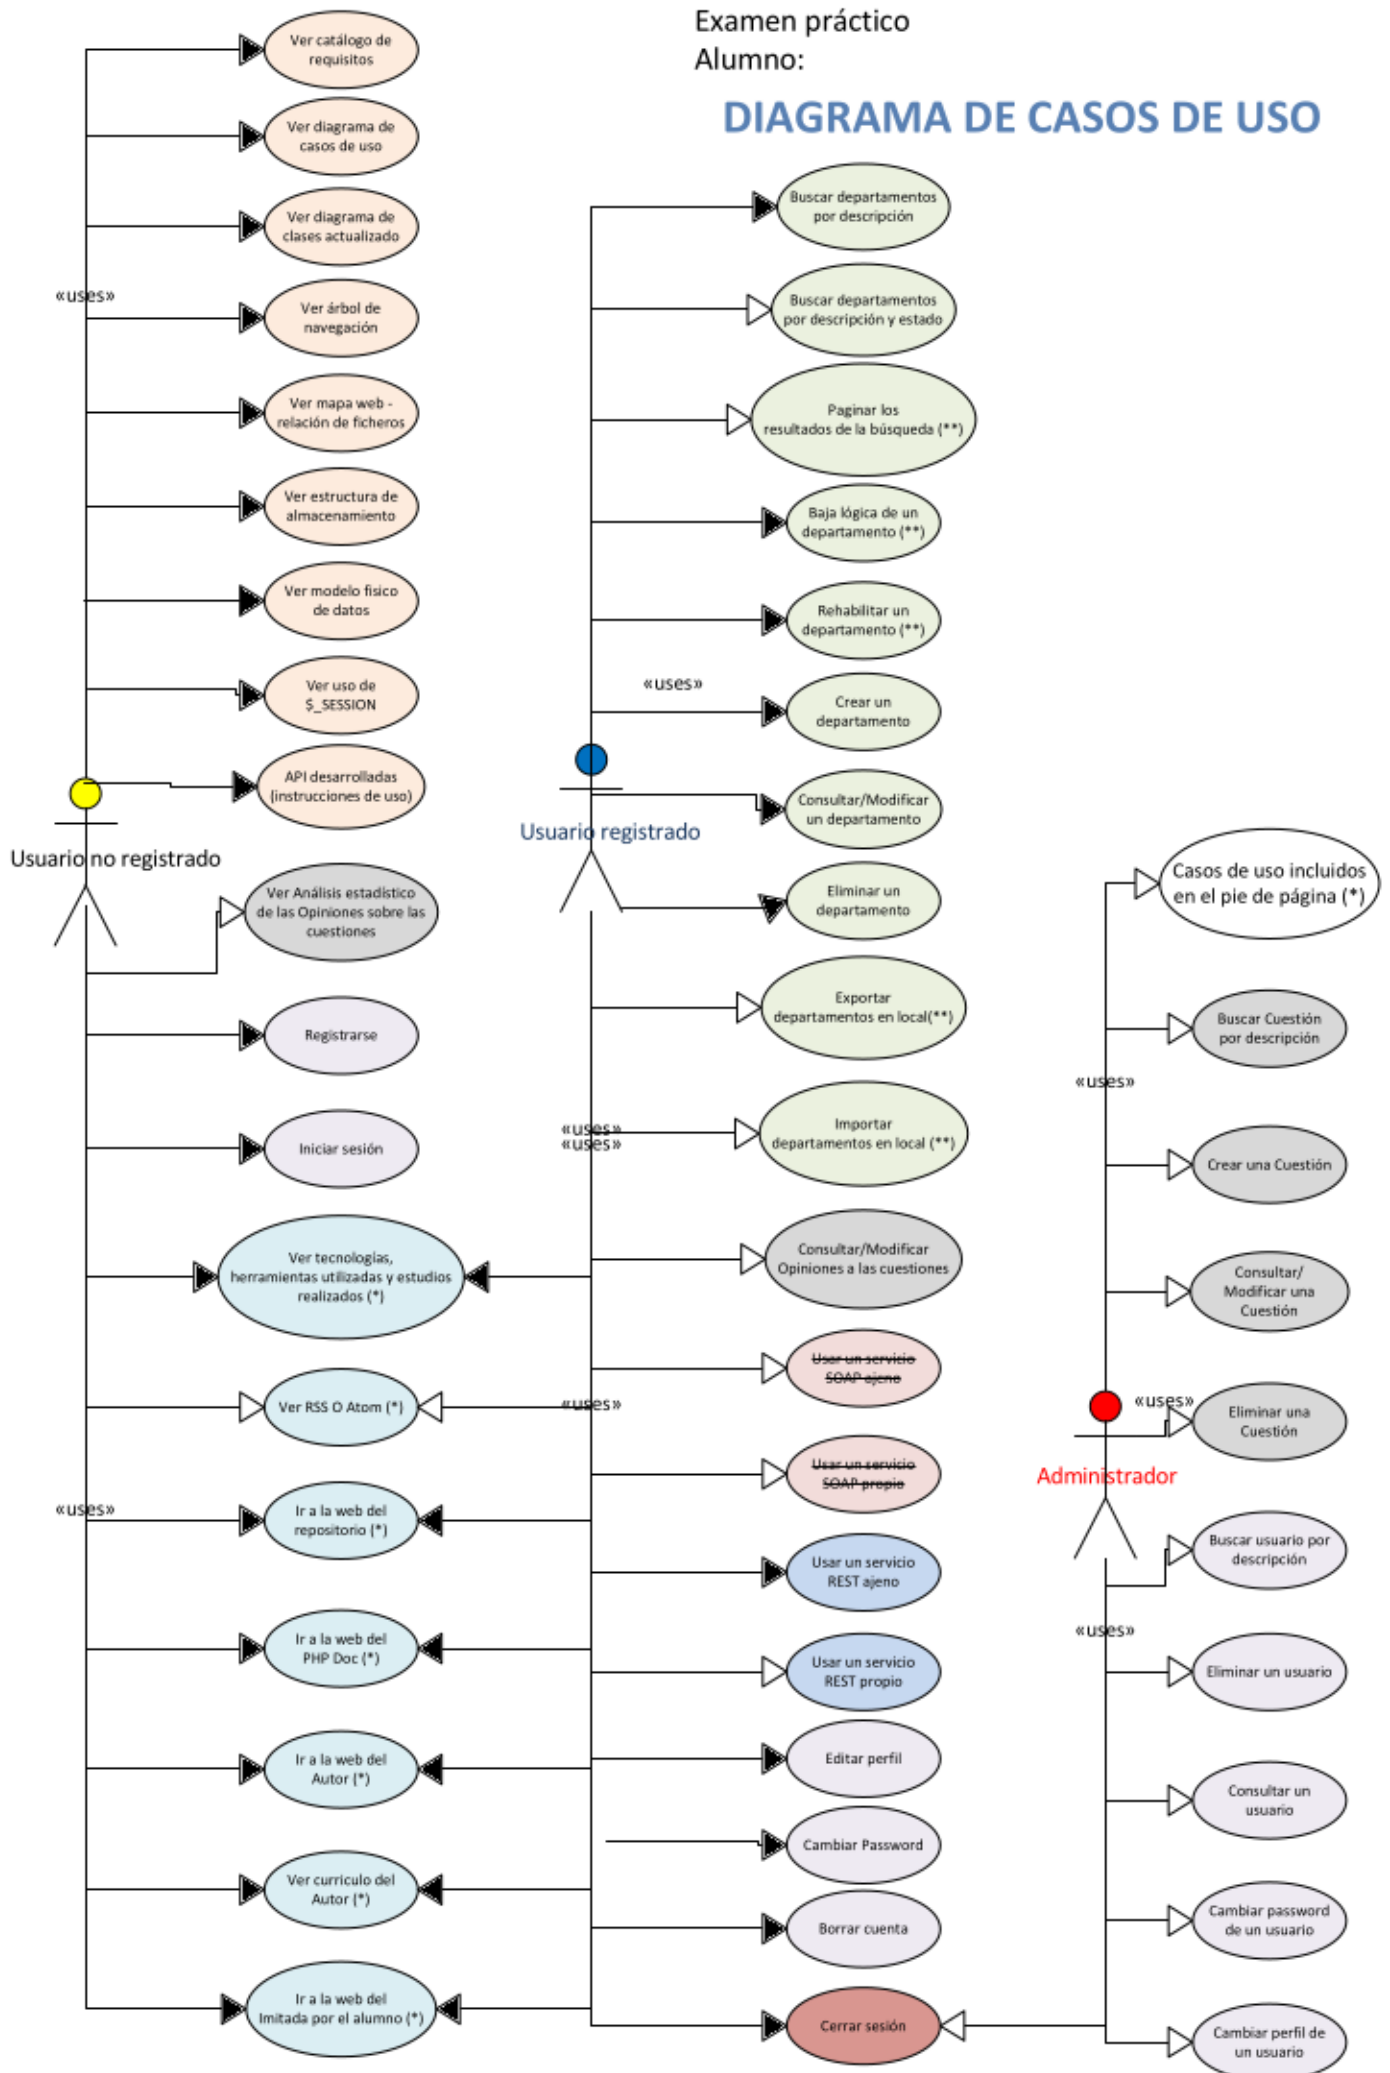 Examen práctico
Alumno:
DIAGRAMA DE CASOS DE USO
Ver catálogo de
requisitos
Ver diagrama de
casos de uso
Ver diagrama de
clases actualizado
«uses»
Ver árbol de
navegación
Ver mapa web -
relación de ficheros
Ver estructura de
almacenamiento
Ver modelo fisico
de datos
Ver uso de
$_SESSION
API desarrolladas
(instrucciones de uso)
Usuario no registrado
Ver Análisis estadístico
de las Opiniones sobre las
cuestiones
Registrarse
Iniciar sesión
Ver tecnologías,
herramientas utilizadas y estudios
realizados (*)
Ver RSS O Atom (*)
«uses»
Ir a la web del
repositorio (*)
Ir a la web del
PHP Doc (*)
Ir a la web del
Autor (*)
Ver curriculo del
Autor (*)
Ir a la web del
Imitada por el alumno (*)
Buscar departamentos
por descripción
Buscar departamentos
por descripción y estado
Paginar los
resultados de la búsqueda (**)
Baja lógica de un
departamento (**)
Rehabilitar un
departamento (**)
«uses»
Crear un
departamento
Consultar/Modificar
un departamento
Usuario registrado
Eliminar un
departamento
Exportar
departamentos en local(**)
«uses»
«uses»
Importar
departamentos en local (**)
Consultar/Modificar
Opiniones a las cuestiones
Usar un servicio
SOAP ajeno
«uses»
Usar un servicio
SOAP propio
Usar un servicio
REST ajeno
Usar un servicio
REST propio
Editar perfil
Cambiar Password
Borrar cuenta
Cerrar sesión
Casos de uso incluidos
en el pie de página (*)
Buscar Cuestión
por descripción
«uses»
Crear una Cuestión
Consultar/
Modificar una
Cuestión
«uses»
Eliminar una
Cuestión
Administrador
Buscar usuario por
descripción
«uses»
Eliminar un usuario
Consultar un
usuario
Cambiar password
de un usuario
Cambiar perfil de
un usuario